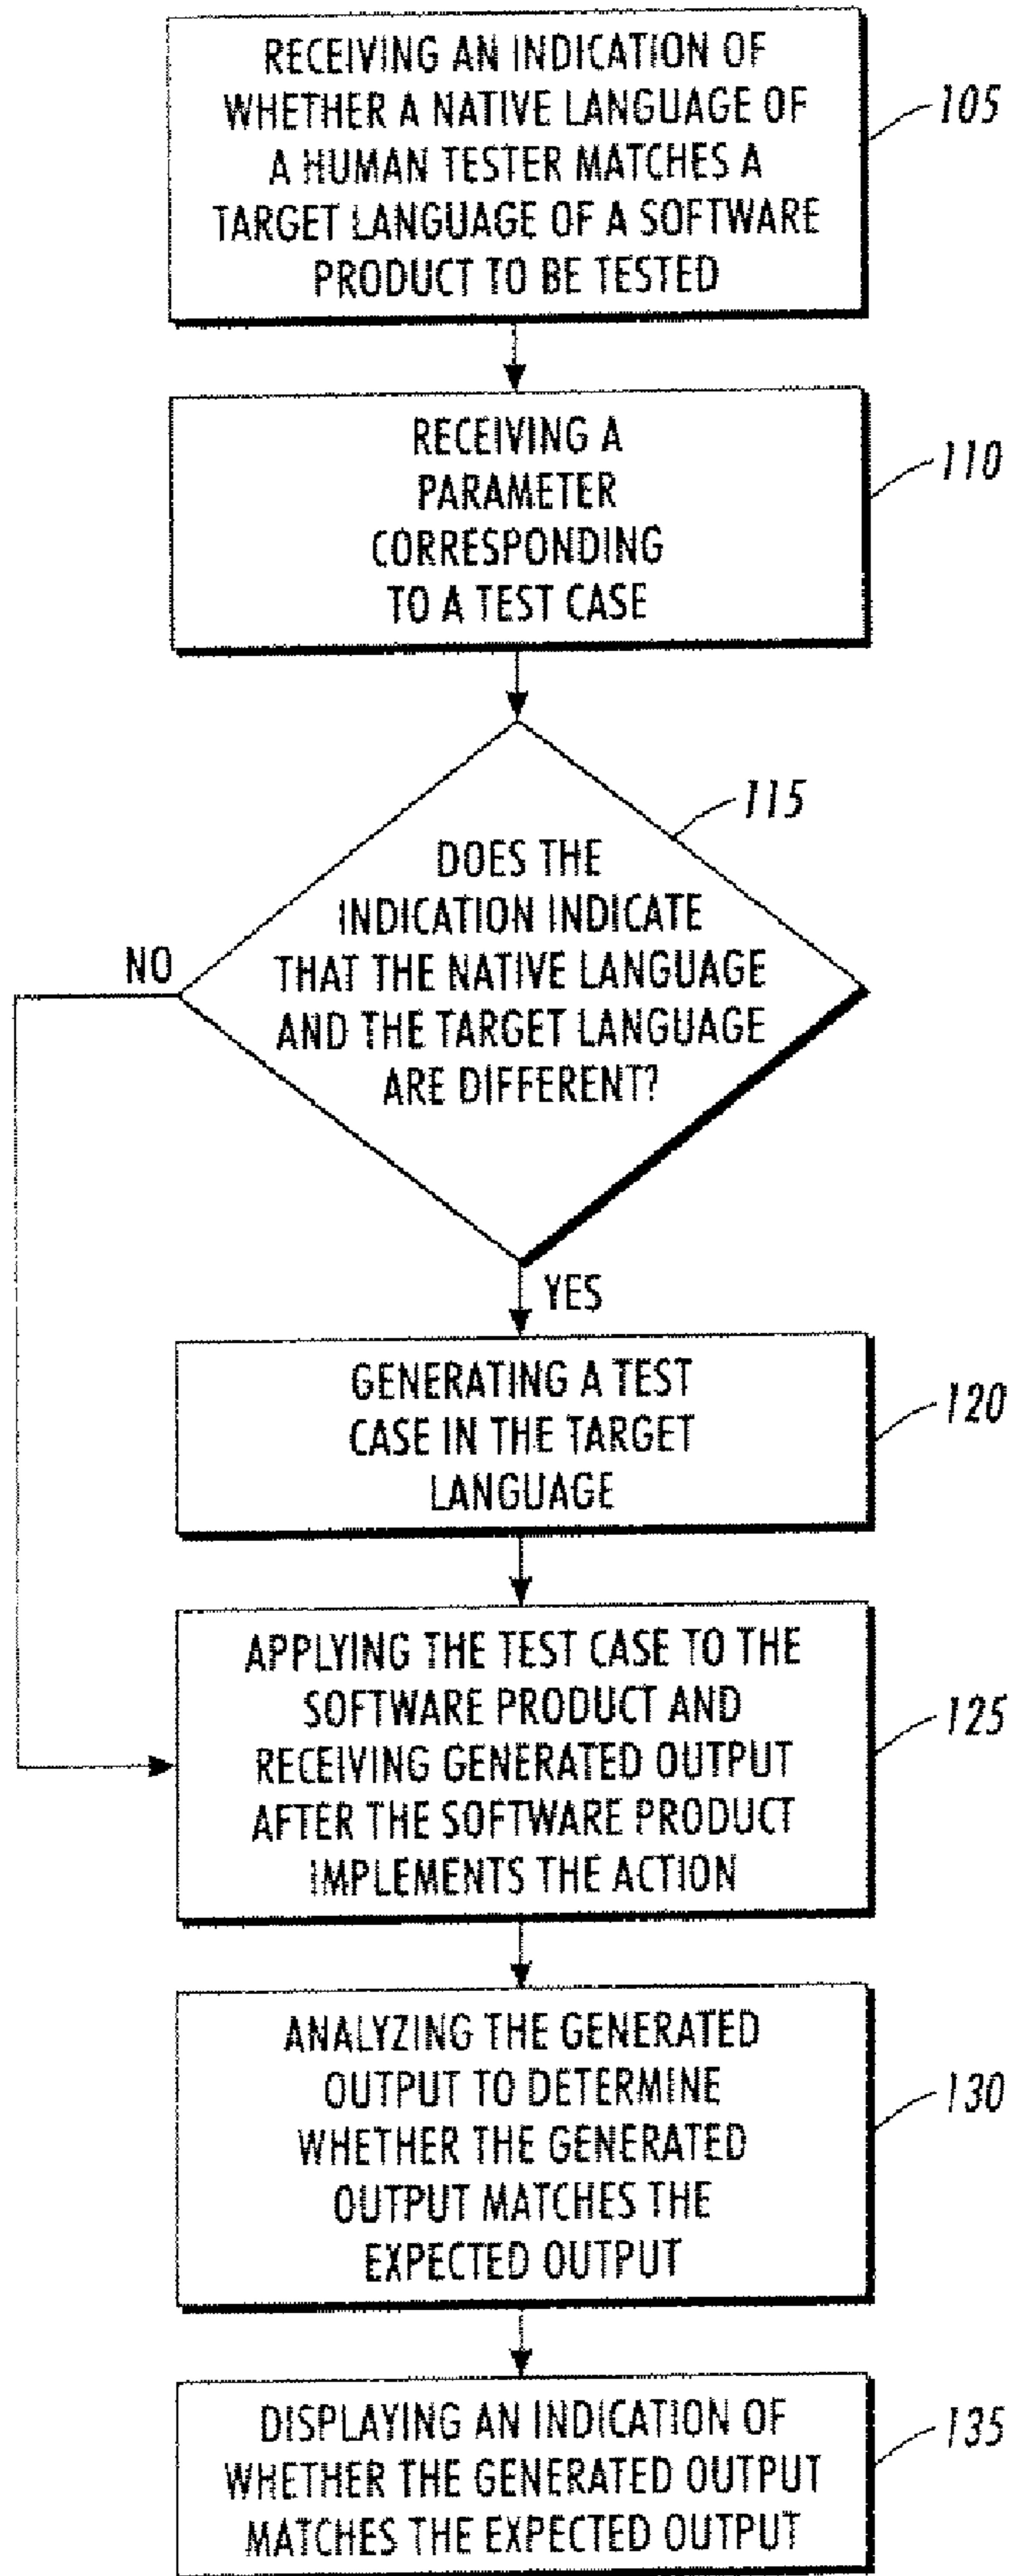 RECEIVING AN INDICATION OF
WHETHER A NATIVE LANGUAGE OF
A HUMAN TESTER MATCHES A
TARGET LANGUAGE OF A SOFTWARE
PRODUCT TO BE TESTED
105
RECEIVING A
PARAMETER
CORRESPONDING
TO A TEST CASE
110
115
DOES THE
INDICATION INDICATE
THAT THE NATIVE LANGUAGE
AND THE TARGET LANGUAGE
ARE DIFFERENT?
NO
YES
GENERATING A TEST
CASE IN THE TARGET
LANGUAGE
120
APPLYING THE TEST CASE TO THE
SOFTWARE PRODUCT AND
RECEIVING GENERATED OUTPUT
AFTER THE SOFTWARE PRODUCT
IMPLEMENTS THE ACTION
125
ANALYZING THE GENERATED
OUTPUT TO DETERMINE
WHETHER THE GENERATED
OUTPUT MATCHES THE
EXPECTED OUTPUT
130
DISPLAYING AN INDICATION OF
WHETHER THE GENERATED OUTPUT
MATCHES THE EXPECTED OUTPUT
135